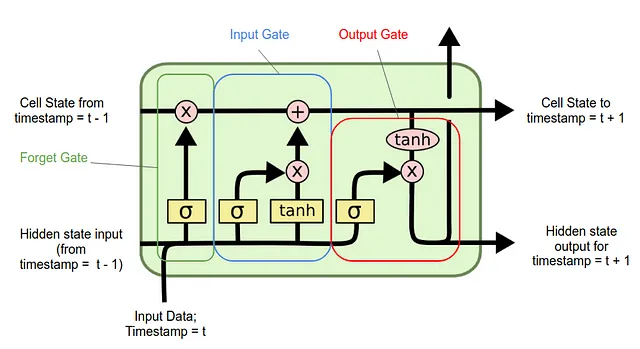 Input Gate
Output Gate
Cell State from
timestamp = t - 1
x
+
Cell State to
timestamp = t + 1
tanh
Forget Gate
x
x
σ
σ
tanh
σ
Hidden state input
(from
timestamp = t - 1)
Hidden state
output for
timestamp = t + 1
Input Data;
Timestamp = t